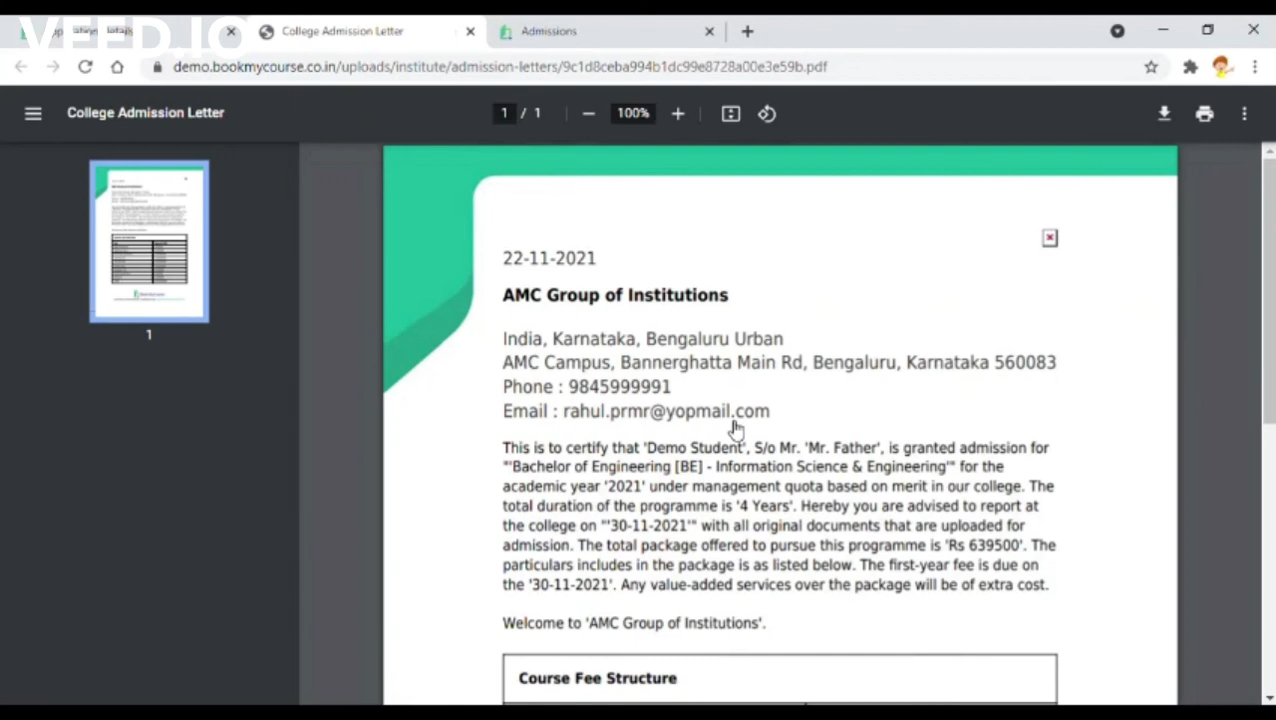 VEED.IO
College Admission Letter
Admissions
demo.bookmycourse.co.in/uploads/institute/admission-letters/9c1d8ceba994b1dc99e8728a00e3e59b.pdf
College Admission Letter
1 / 1
100%
1
22-11-2021
AMC Group of Institutions
India, Karnataka, Bengaluru Urban
AMC Campus, Bannerghatta Main Rd, Bengaluru, Karnataka 560083
Phone : 9845999991
Email : rahul.prmr@yopmail.com
This is to certify that 'Demo Student', S/o Mr. 'Mr. Father', is granted admission for
"'Bachelor of Engineering [BE] - Information Science & Engineering'" for the
academic year '2021' under management quota based on merit in our college. The
total duration of the programme is '4 Years'. Hereby you are advised to report at
the college on "'30-11-2021'" with all original documents that are uploaded for
admission. The total package offered to pursue this programme is 'Rs 639500'. The
particulars includes in the package is as listed below. The first-year fee is due on
the '30-11-2021'. Any value-added services over the package will be of extra cost.
Welcome to 'AMC Group of Institutions'.
Course Fee Structure